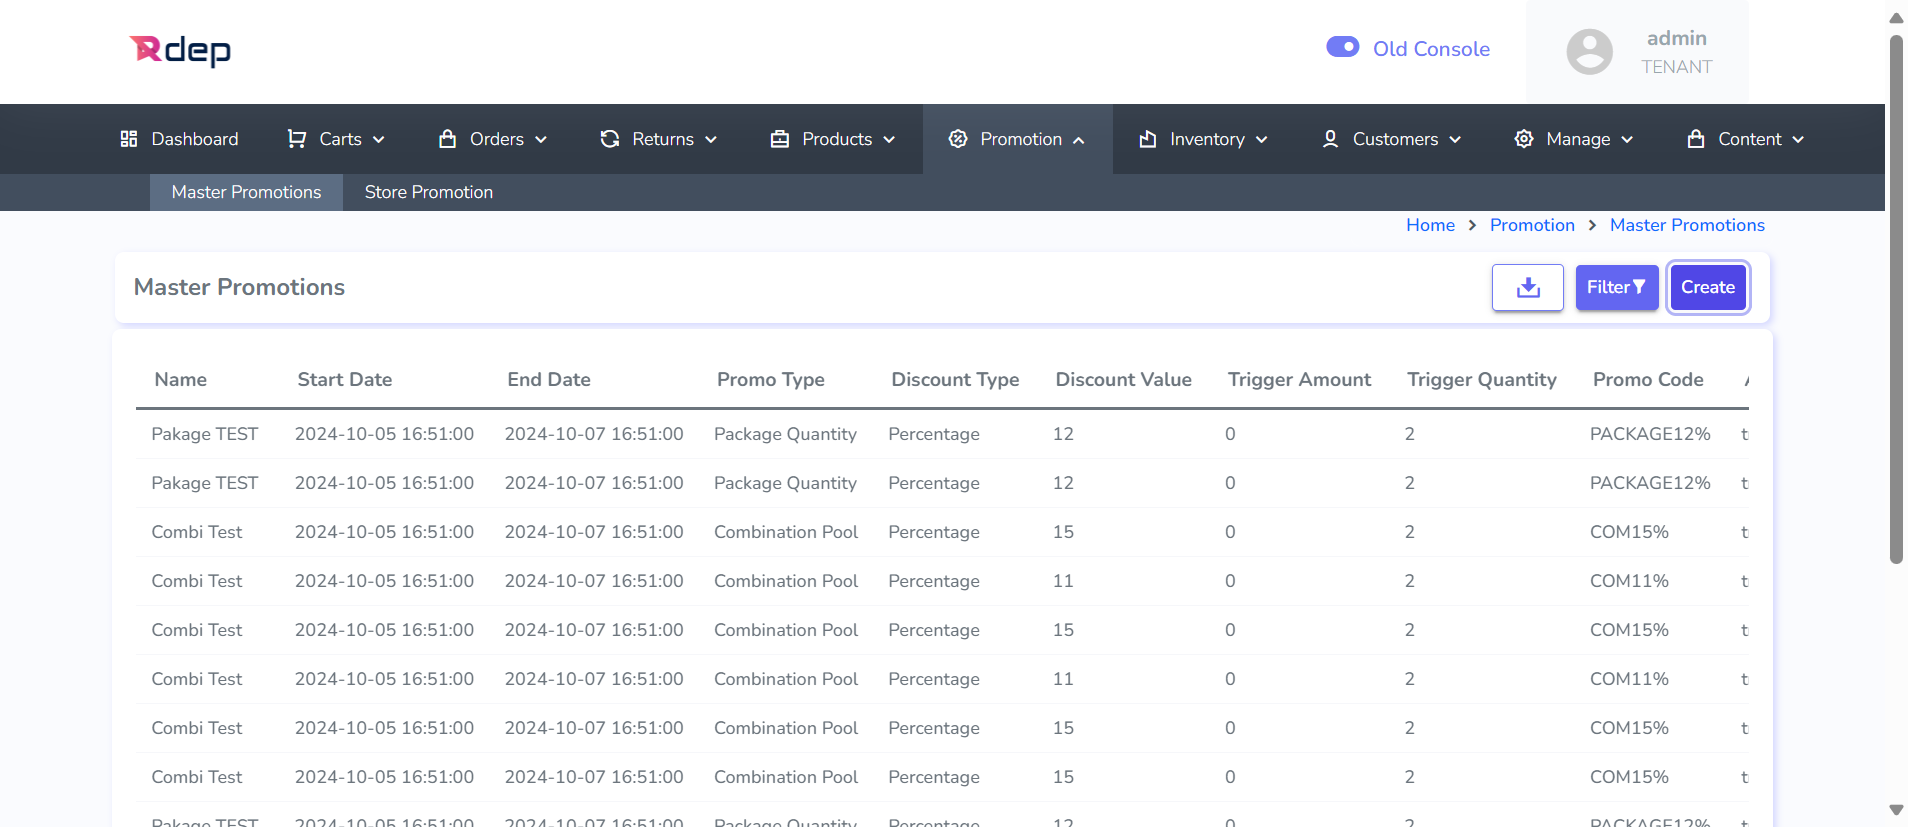 Rdep
Old Console
admin
TENANT
Dashboard Carts Orders Returns Products Promotion Inventory Customers Manage Content
Master Promotions Store Promotion
Home > Promotion > Master Promotions
Master Promotions Filter Create
Name Start Date End Date Promo Type Discount Type Discount Value Trigger Amount Trigger Quantity Promo Code
Pakage TEST 2024-10-05 16:51:00 2024-10-07 16:51:00 Package Quantity Percentage 12 0 2 PACKAGE12%
Pakage TEST 2024-10-05 16:51:00 2024-10-07 16:51:00 Package Quantity Percentage 12 0 2 PACKAGE12%
Combi Test 2024-10-05 16:51:00 2024-10-07 16:51:00 Combination Pool Percentage 15 0 2 COM15%
Combi Test 2024-10-05 16:51:00 2024-10-07 16:51:00 Combination Pool Percentage 11 0 2 COM11%
Combi Test 2024-10-05 16:51:00 2024-10-07 16:51:00 Combination Pool Percentage 15 0 2 COM15%
Combi Test 2024-10-05 16:51:00 2024-10-07 16:51:00 Combination Pool Percentage 11 0 2 COM11%
Combi Test 2024-10-05 16:51:00 2024-10-07 16:51:00 Combination Pool Percentage 15 0 2 COM15%
Combi Test 2024-10-05 16:51:00 2024-10-07 16:51:00 Combination Pool Percentage 15 0 2 COM15%
Pakage TEST 2024-10-05 16:51:00 2024-10-07 16:51:00 Package Quantity Percentage 12 0 2 PACKAGE12%